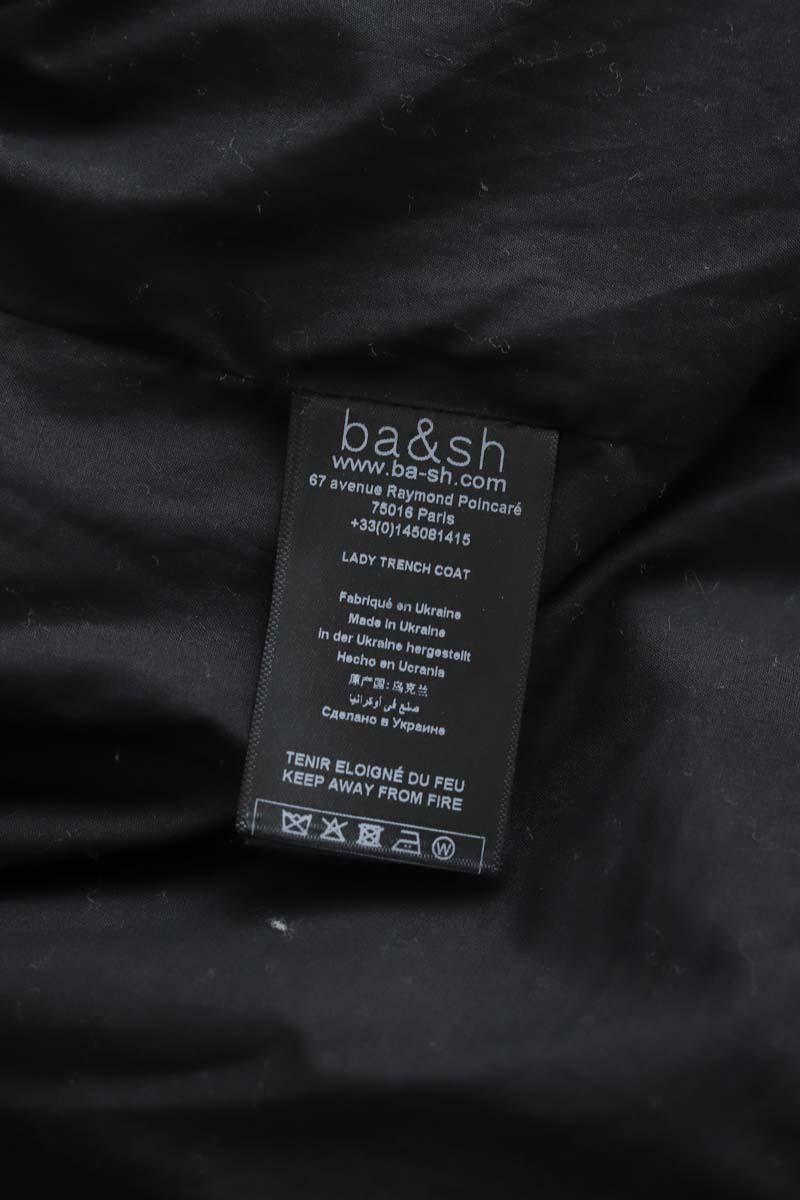 ba&sh
www.ba-sh.com
67 avenue Raymond Poincaré
75016 Paris
+33(0)145081415
LADY TRENCH COAT
Fabriqué en Ukraine
Made in Ukraine
in der Ukraine hergestellt
Hecho en Ucrania
原产国: 乌克兰
صنع في أوكرانيا
Сделано в Украине
TENIR ELOIGNÉ DU FEU
KEEP AWAY FROM FIRE
W